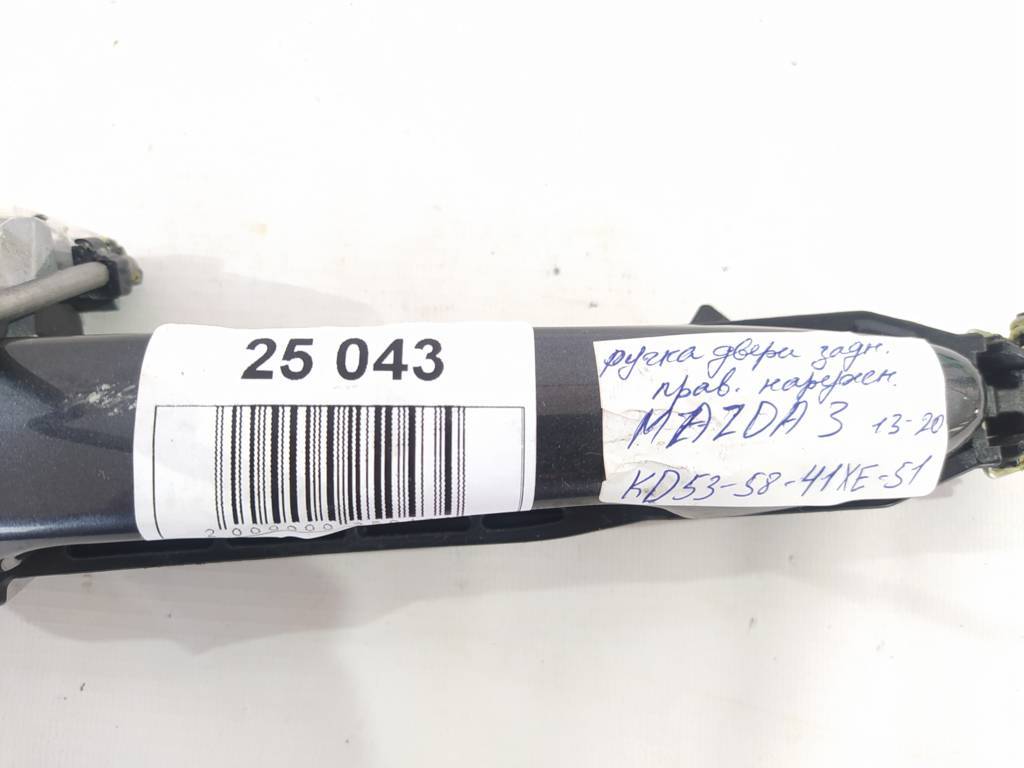 25 043
ручка двери задн.
прав. наружн.
MAZDA 3 13-20
KD53-58-41XE-51